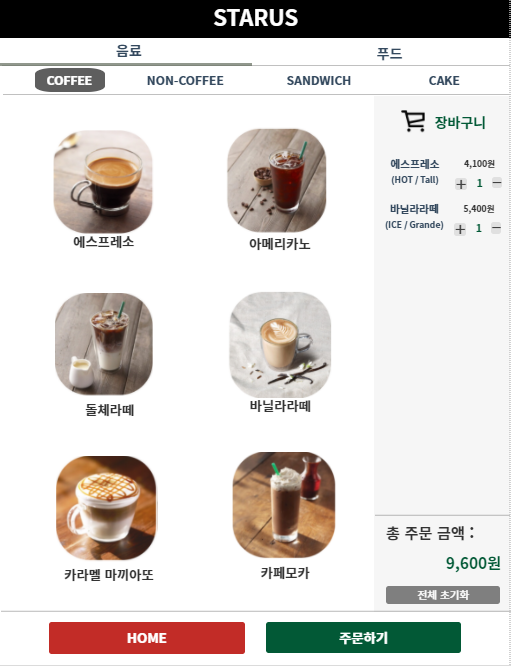 STARUS
음료
푸드
COFFEE
NON-COFFEE
SANDWICH
CAKE
에스프레소
아메리카노
돌체라떼
바닐라라떼
카라멜 마끼아또
카페모카
장바구니
에스프레소 4,100원
(HOT / Tall) + 1 −
바닐라라떼 5,400원
(ICE / Grande) + 1 −
총 주문 금액 :
9,600원
전체 초기화
HOME
주문하기